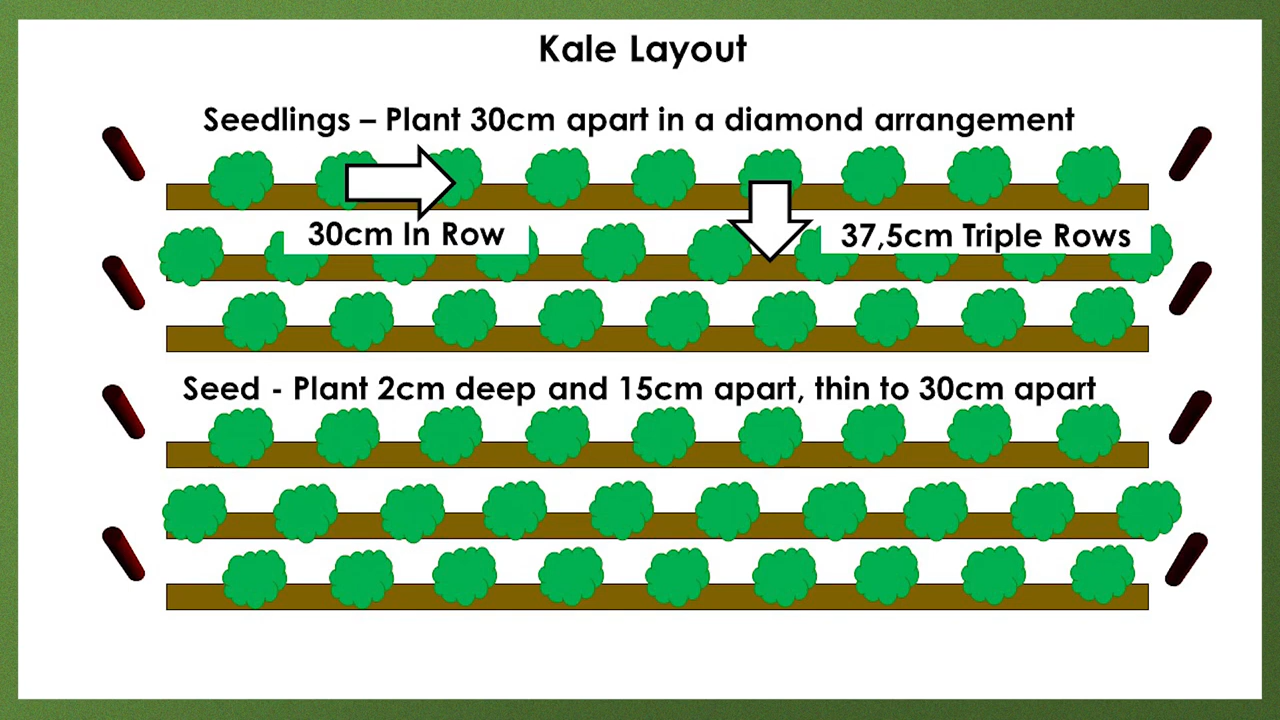 Kale Layout
Seedlings – Plant 30cm apart in a diamond arrangement
30cm In Row
37,5cm Triple Rows
Seed - Plant 2cm deep and 15cm apart, thin to 30cm apart